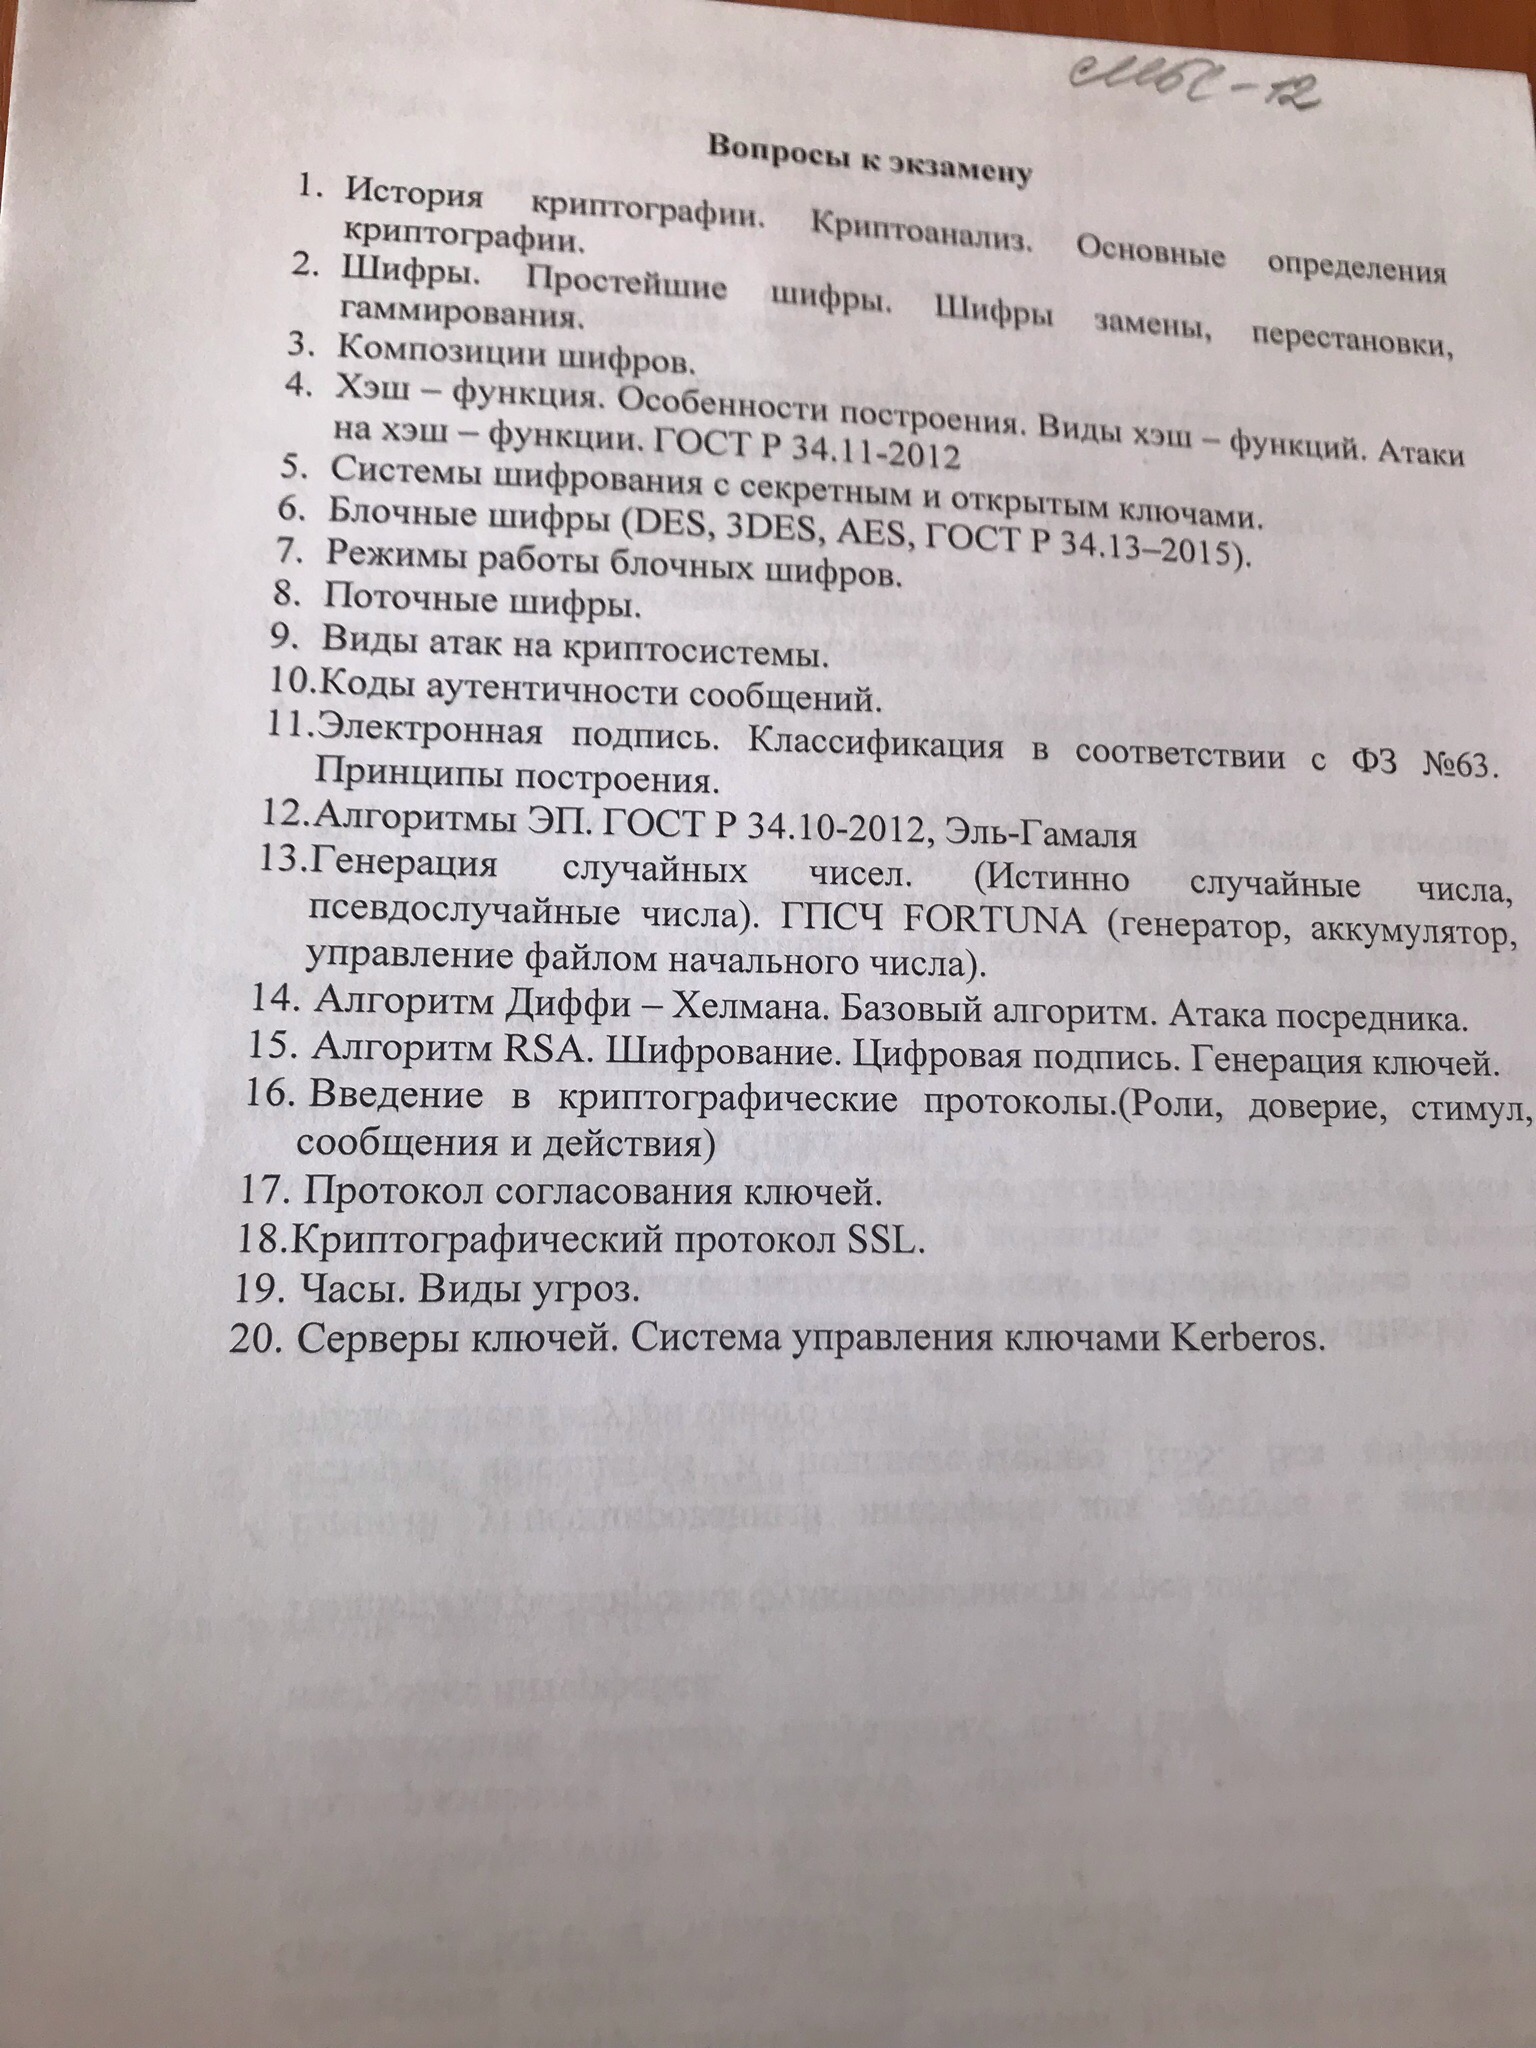 Вопросы к экзамену
1. История криптографии. Криптоанализ. Основные определения
криптографии.
2. Шифры. Простейшие шифры. Шифры замены, перестановки,
гаммирования.
3. Композиции шифров.
4. Хэш – функция. Особенности построения. Виды хэш – функций. Атаки
на хэш – функции. ГОСТ Р 34.11-2012
5. Системы шифрования с секретным и открытым ключами.
6. Блочные шифры (DES, 3DES, AES, ГОСТ Р 34.13–2015).
7. Режимы работы блочных шифров.
8. Поточные шифры.
9. Виды атак на криптосистемы.
10.Коды аутентичности сообщений.
11.Электронная подпись. Классификация в соответствии с ФЗ №63.
Принципы построения.
12.Алгоритмы ЭП. ГОСТ Р 34.10-2012, Эль-Гамаля
13.Генерация случайных чисел. (Истинно случайные числа,
псевдослучайные числа). ГПСЧ FORTUNA (генератор, аккумулятор,
управление файлом начального числа).
14. Алгоритм Диффи – Хелмана. Базовый алгоритм. Атака посредника.
15. Алгоритм RSA. Шифрование. Цифровая подпись. Генерация ключей.
16. Введение в криптографические протоколы.(Роли, доверие, стимул,
сообщения и действия)
17. Протокол согласования ключей.
18.Криптографический протокол SSL.
19. Часы. Виды угроз.
20. Серверы ключей. Система управления ключами Kerberos.